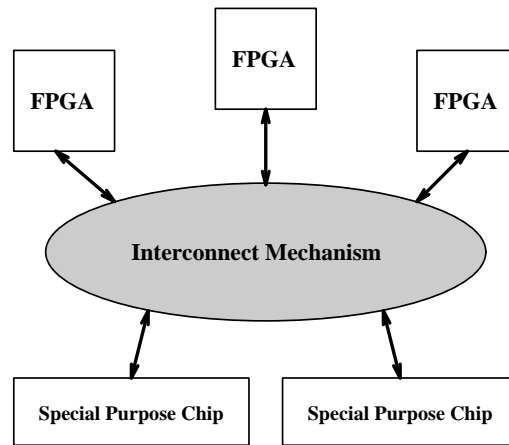 FPGA
FPGA
FPGA
Interconnect Mechanism
Special Purpose Chip
Special Purpose Chip